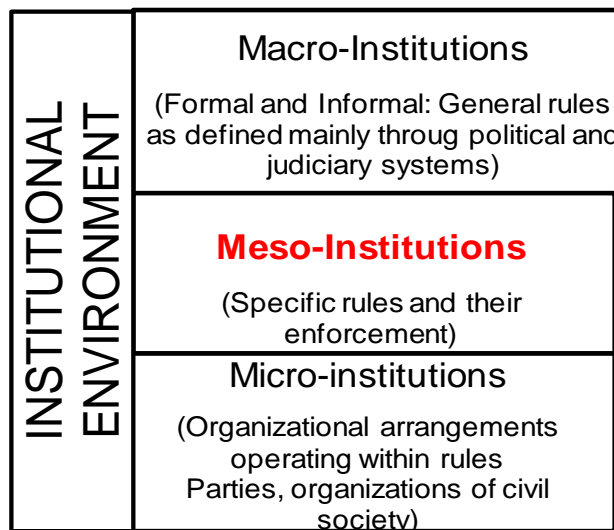 INSTITUTIONAL
ENVIRONMENT
Macro-Institutions
(Formal and Informal: General rules
as defined mainly throug political and
judiciary systems)
Meso-Institutions
(Specific rules and their
enforcement)
Micro-institutions
(Organizational arrangements
operating within rules
Parties, organizations of civil
society)